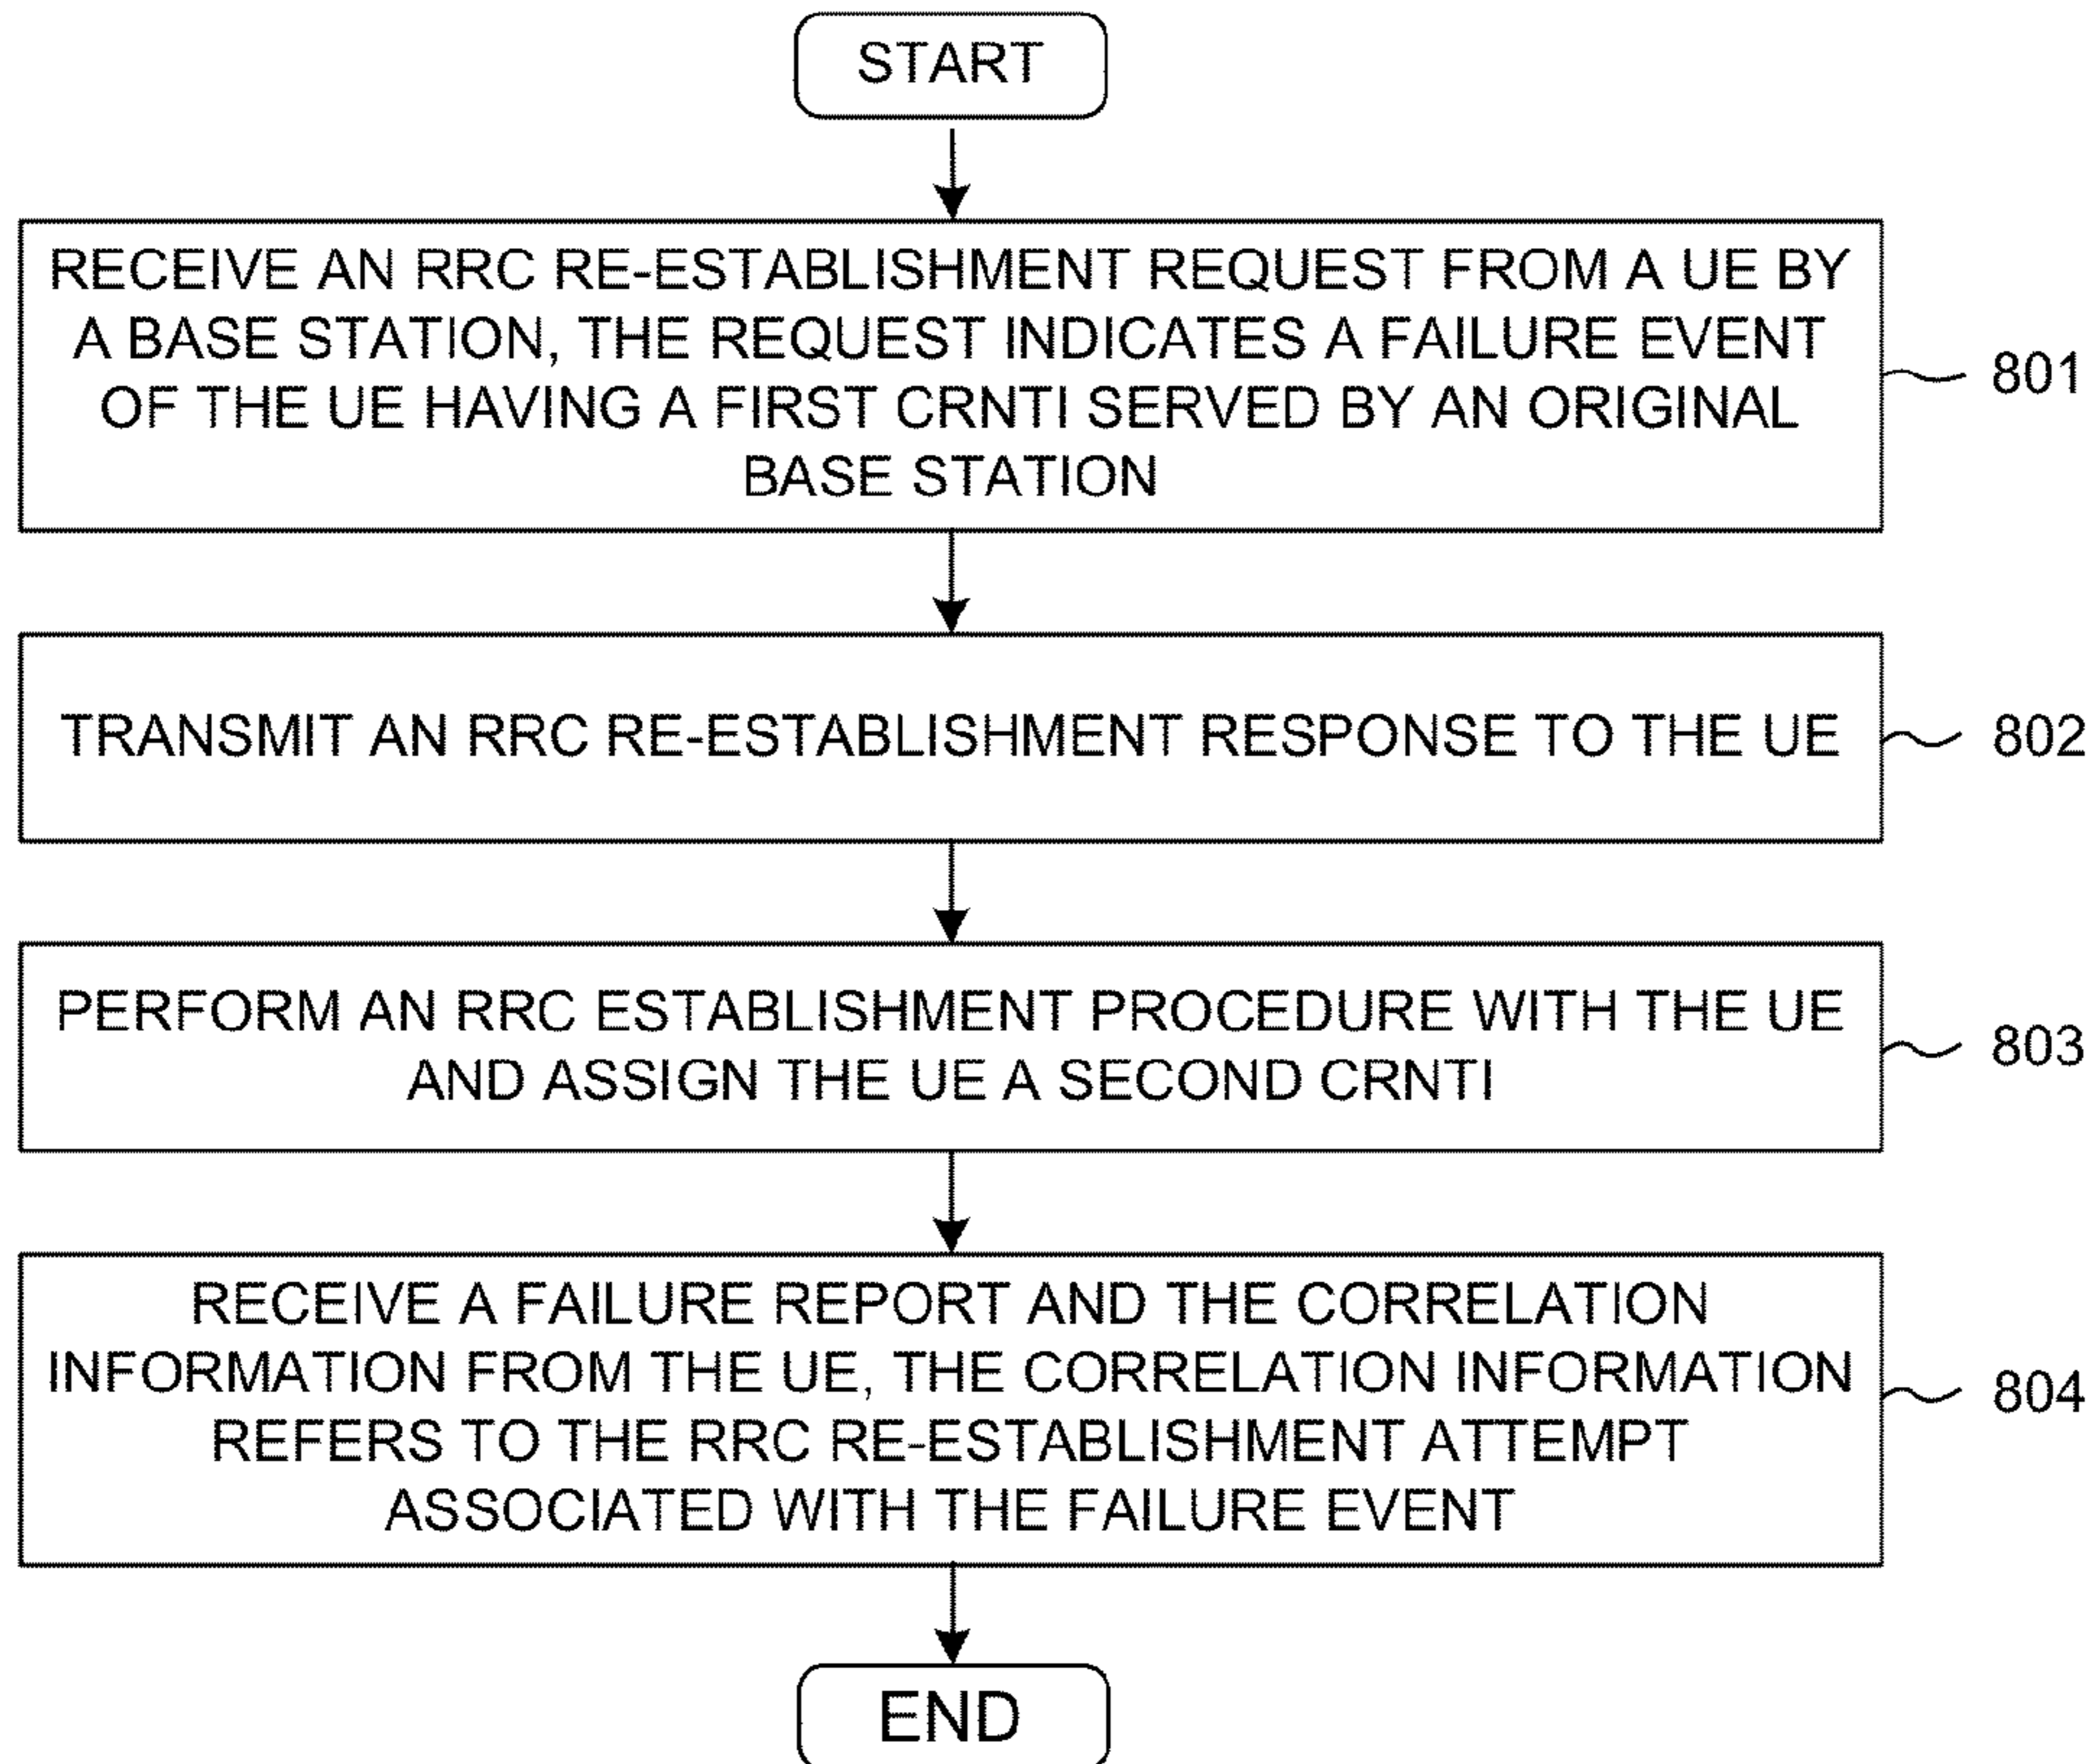 START
RECEIVE AN RRC RE-ESTABLISHMENT REQUEST FROM A UE BY
A BASE STATION, THE REQUEST INDICATES A FAILURE EVENT
OF THE UE HAVING A FIRST CRNTI SERVED BY AN ORIGINAL
BASE STATION
801
TRANSMIT AN RRC RE-ESTABLISHMENT RESPONSE TO THE UE
802
PERFORM AN RRC ESTABLISHMENT PROCEDURE WITH THE UE
AND ASSIGN THE UE A SECOND CRNTI
803
RECEIVE A FAILURE REPORT AND THE CORRELATION
INFORMATION FROM THE UE, THE CORRELATION INFORMATION
REFERS TO THE RRC RE-ESTABLISHMENT ATTEMPT
ASSOCIATED WITH THE FAILURE EVENT
804
END